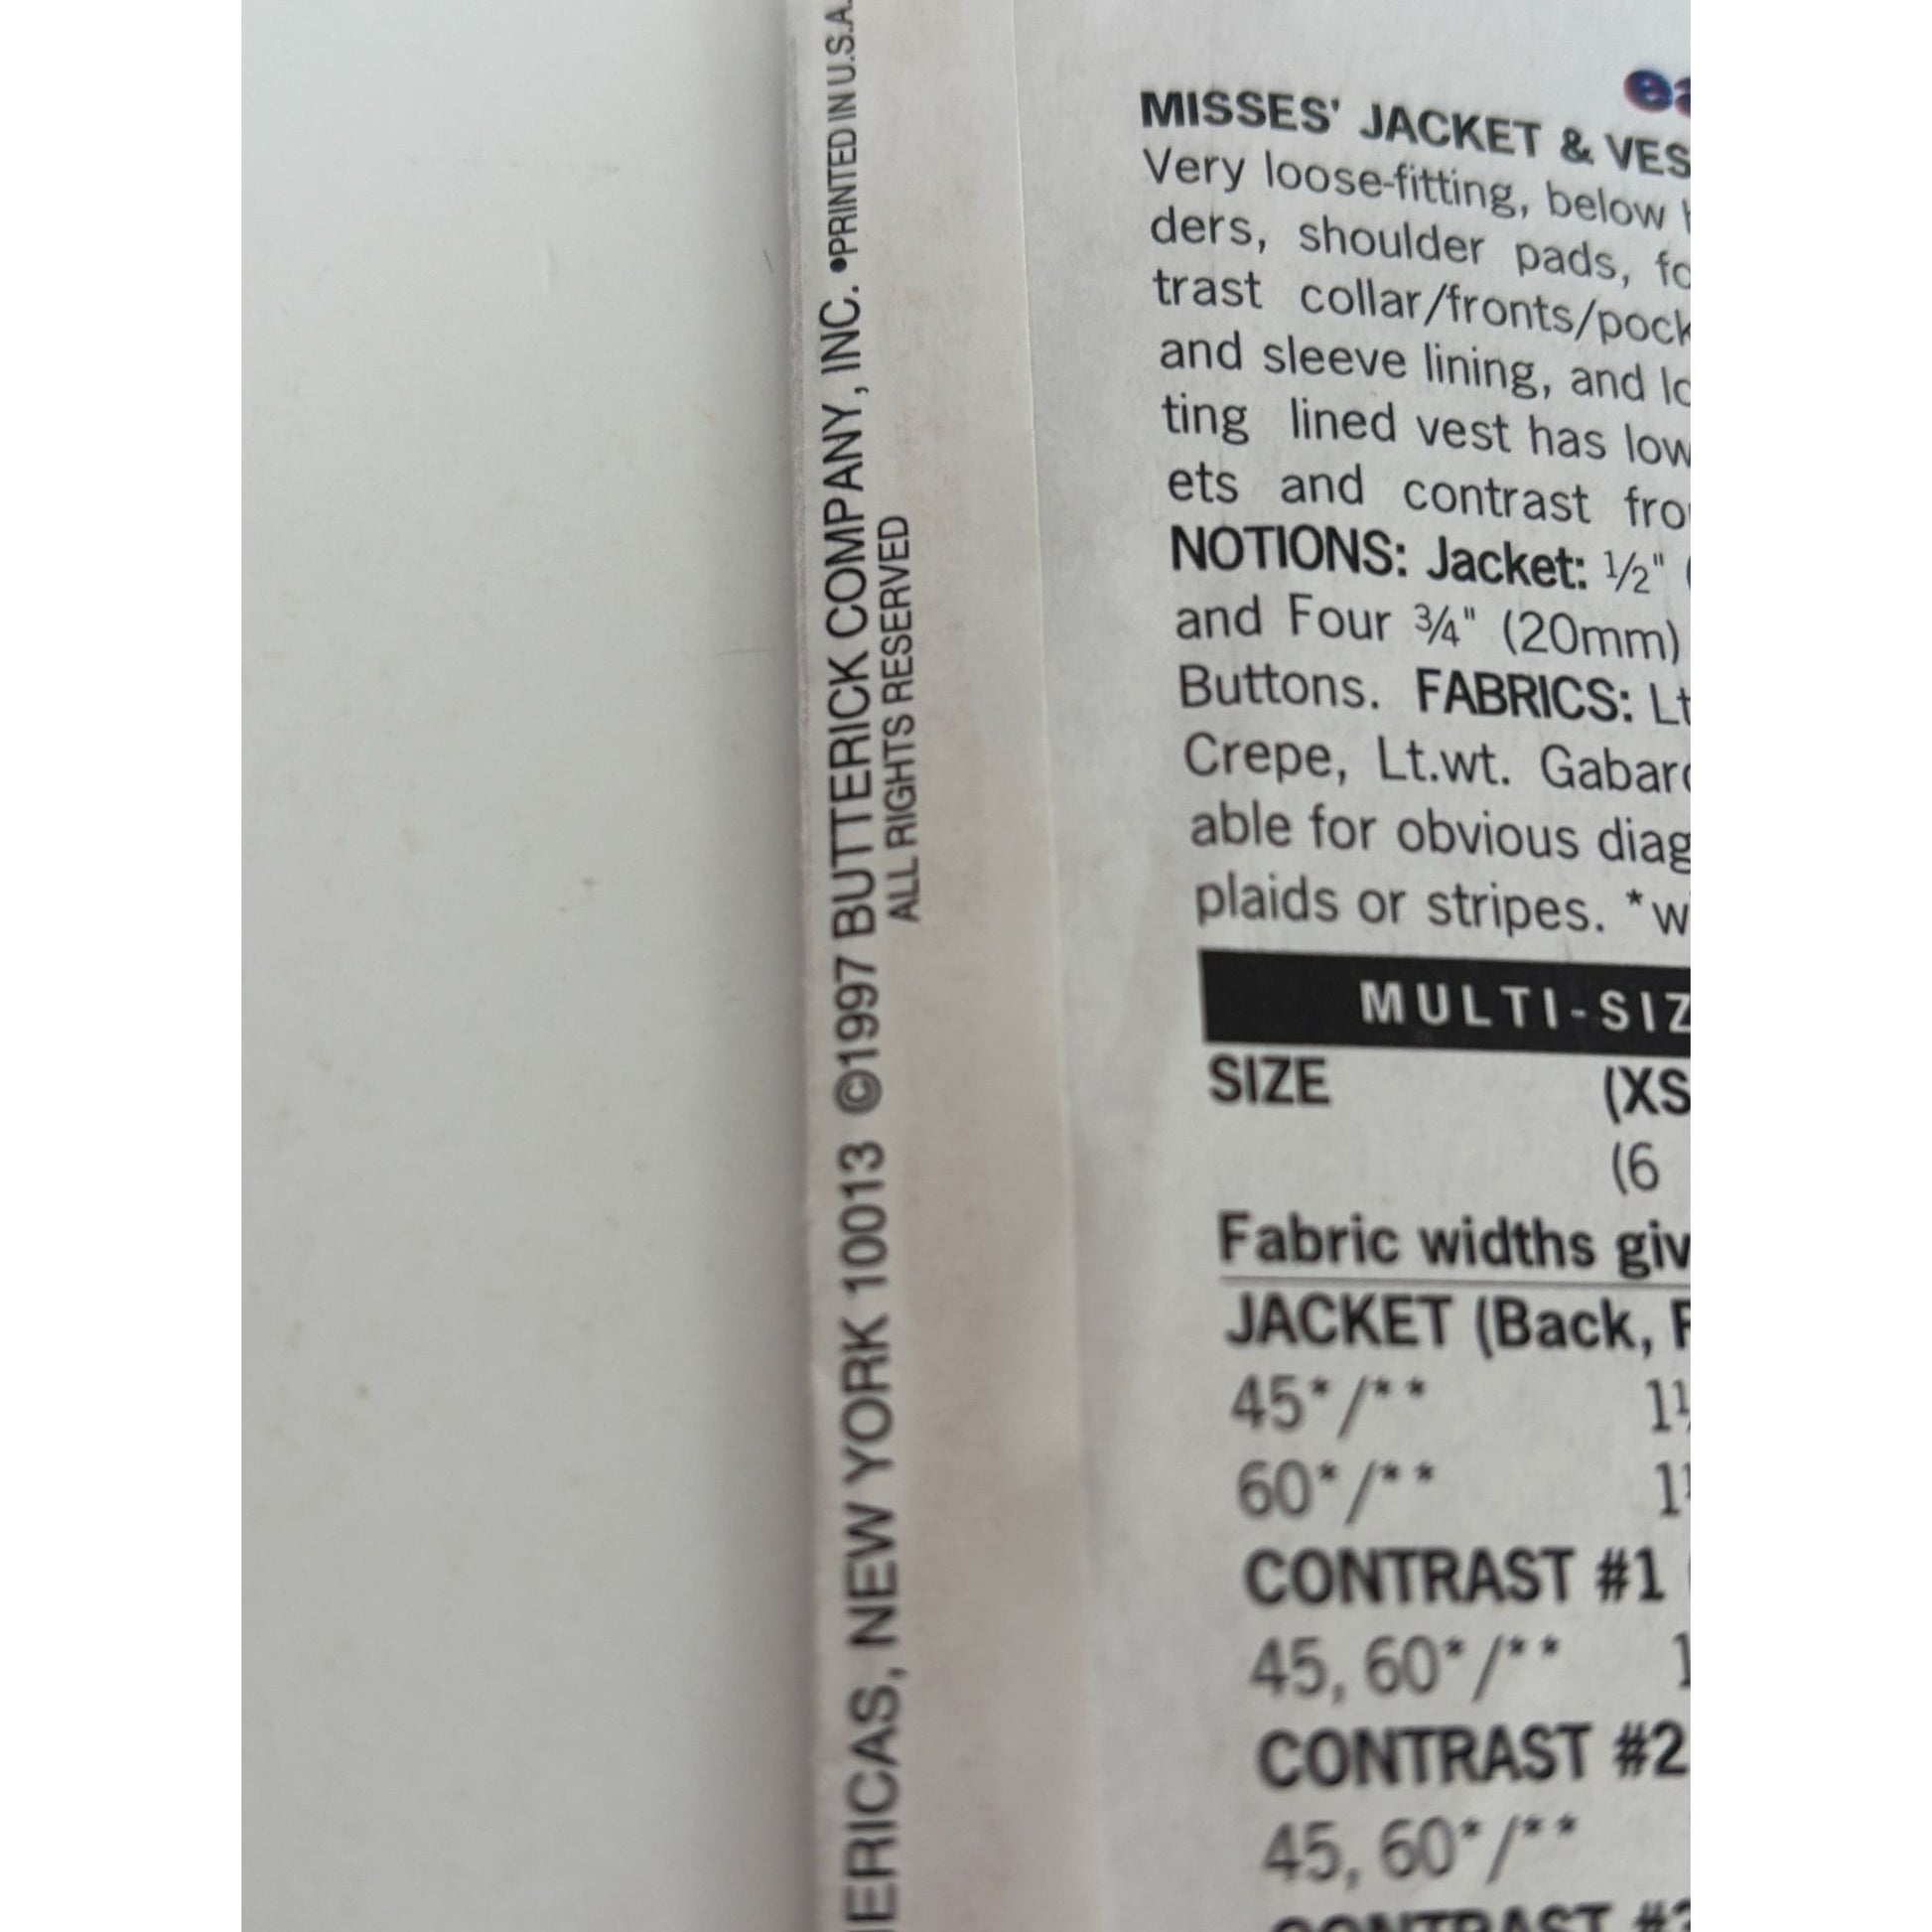 ERICAS, NEW YORK 10013 ©1997 BUTTERICK COMPANY, INC. •PRINTED IN U.S.A.
ALL RIGHTS RESERVED
MISSES' JACKET & VES
Very loose-fitting, below
ders, shoulder pads, fo
trast collar/fronts/pock
and sleeve lining, and lo
ting lined vest has low
ets and contrast fro
NOTIONS: Jacket: ½"
and Four ¾" (20mm)
Buttons. FABRICS: Lt
Crepe, Lt.wt. Gabard
able for obvious diag
plaids or stripes. *w
MULTI-SIZ
SIZE (XS
(6
Fabric widths giv
JACKET (Back, F
45*/**
60*/**
CONTRAST #1
45, 60*/**
CONTRAST #2
45, 60*/**
CONTRAST